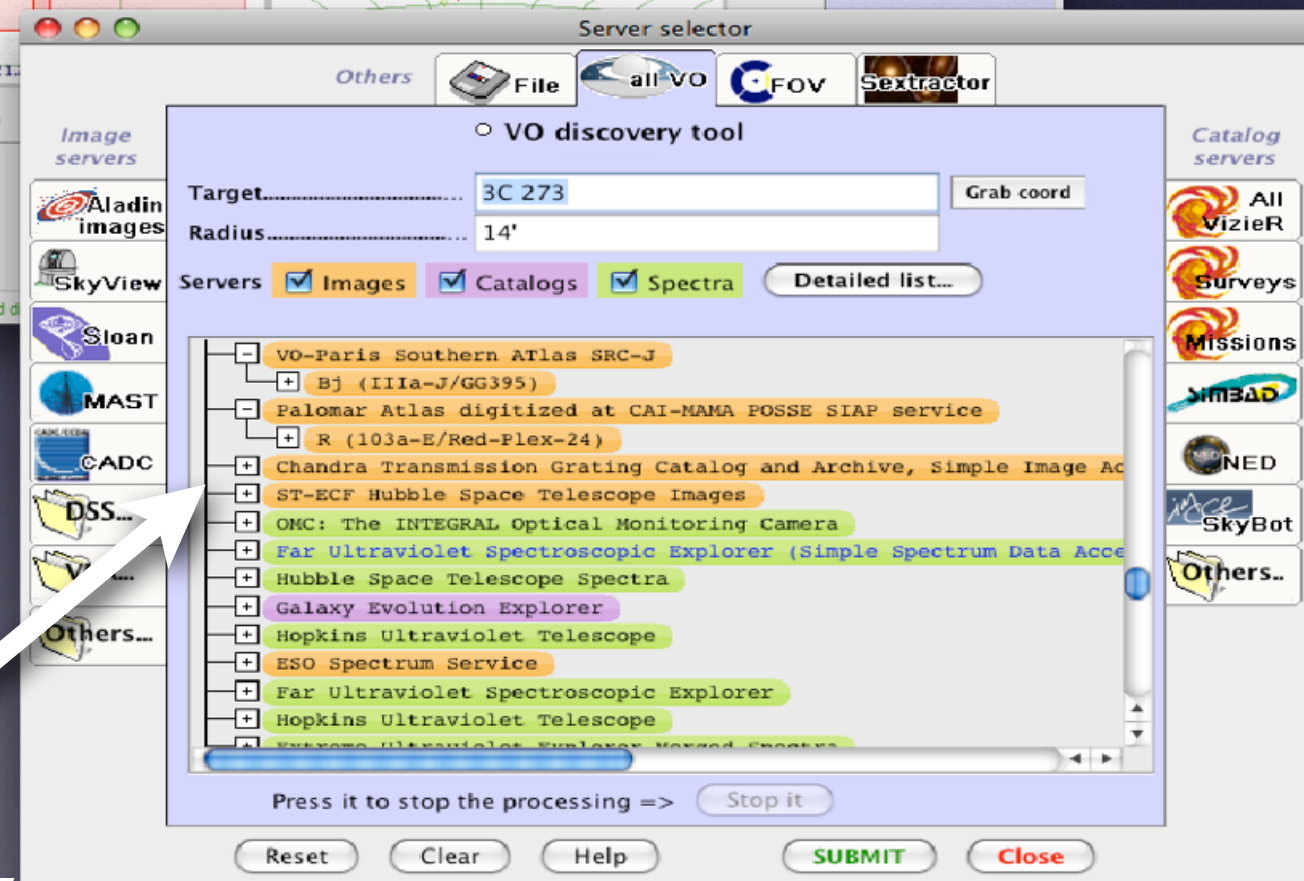 Server selector
Others
File
all VO
FOV
Sextractor
Image
servers
Catalog
servers
VO discovery tool
Target
3C 273
Grab coord
Radius
14'
Servers
Images
Catalogs
Spectra
Detailed list...
Aladin
images
SkyView
Sloan
MAST
CADC
DSS...
Others...
VO-Paris Southern ATlas SRC-J
Bj (IIIa-J/GG395)
Palomar Atlas digitized at CAI-MAMA POSSE SIAP service
R (103a-E/Red-Plex-24)
Chandra Transmission Grating Catalog and Archive, Simple Image Ac
ST-ECF Hubble Space Telescope Images
OMC: The INTEGRAL Optical Monitoring Camera
Far Ultraviolet Spectroscopic Explorer (Simple Spectrum Data Acce
Hubble Space Telescope Spectra
Galaxy Evolution Explorer
Hopkins Ultraviolet Telescope
ESO Spectrum Service
Far Ultraviolet Spectroscopic Explorer
Hopkins Ultraviolet Telescope
Extreme Ultraviolet Explorer Merged Spectra
All
VizieR
Surveys
Missions
SIMBAD
NED
SkyBot
Others..
Press it to stop the processing =>
Stop it
Reset
Clear
Help
SUBMIT
Close